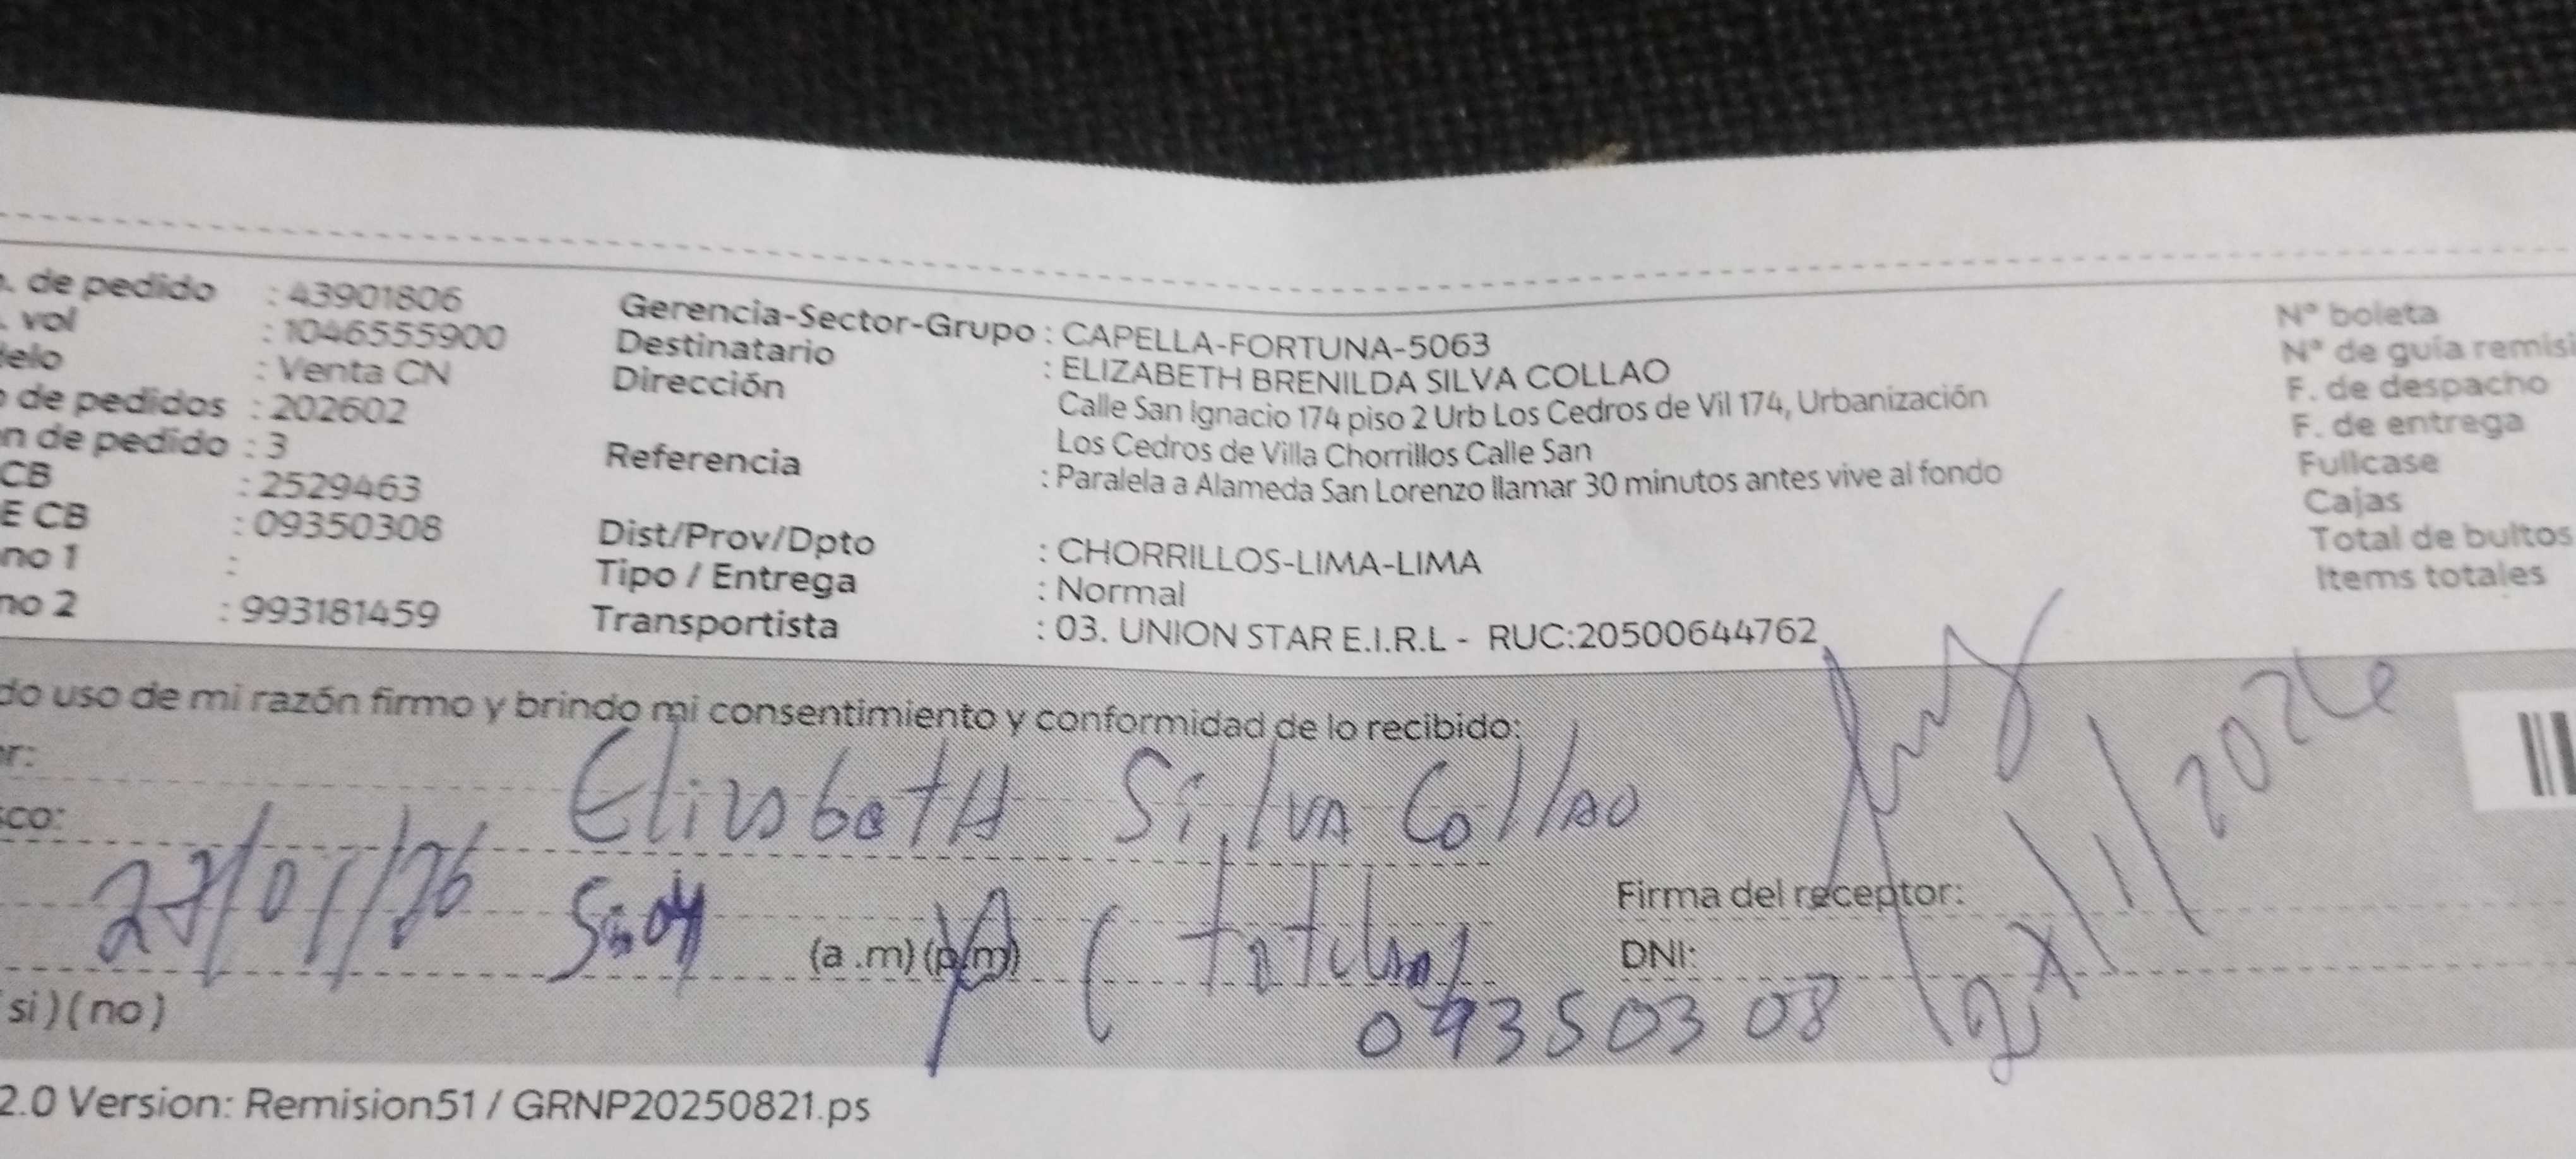 . de pedido : 43901806
. vol : 1046555900
delo : Venta CN
de pedidos : 202602
n de pedido : 3
CB : 2529463
E CB : 09350308
no 1 :
no 2 : 993181459
Gerencia-Sector-Grupo : CAPELLA-FORTUNA-5063
Destinatario : ELIZABETH BRENILDA SILVA COLLAO
Dirección Calle San Ignacio 174 piso 2 Urb Los Cedros de Vil 174, Urbanización
Los Cedros de Villa Chorrillos Calle San
Referencia : Paralela a Alameda San Lorenzo llamar 30 minutos antes vive al fondo
Dist/Prov/Dpto : CHORRILLOS-LIMA-LIMA
Tipo / Entrega : Normal
Transportista : 03. UNION STAR E.I.R.L - RUC:20500644762
N° boleta
N° de guía remisi
F. de despacho
F. de entrega
Fullcase
Cajas
Total de bultos
Items totales
do uso de mi razón firmo y brindo mi consentimiento y conformidad de lo recibido:
r:
sco:
Elizabeth Silva Collao
27/01/26
(a .m) (p.m)
(titular)
Firma del receptor:
DNI:
09350308
si ) ( no )
2.0 Version: Remision51 / GRNP20250821.ps